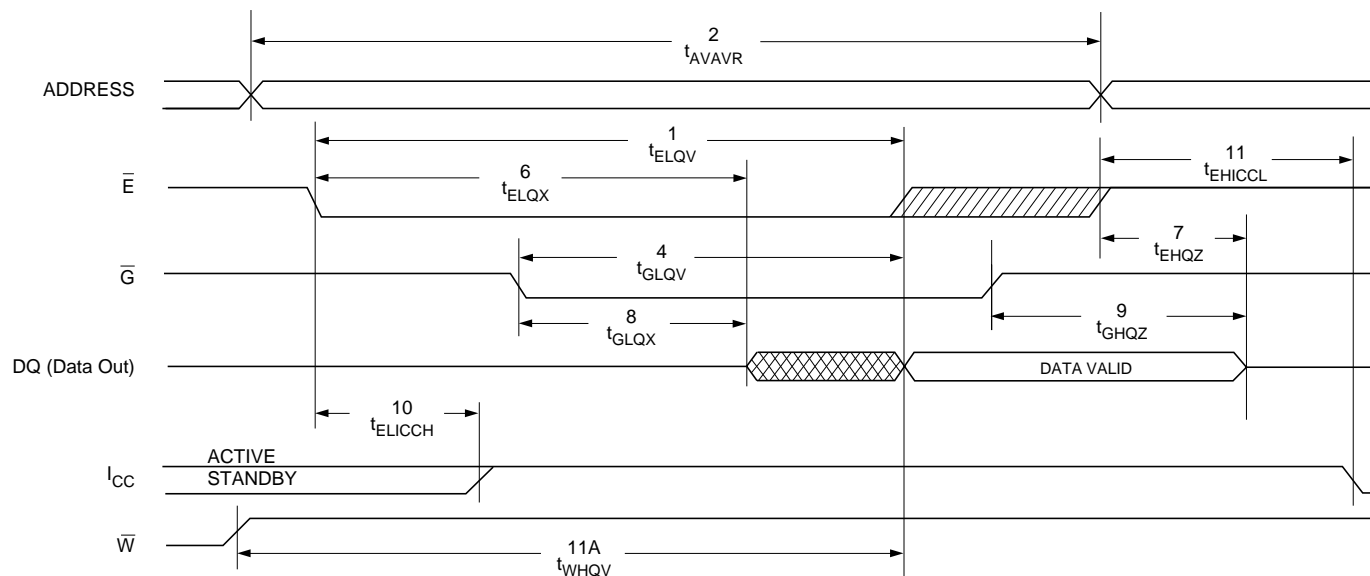 2
tAVAVR
ADDRESS
1
tELQV
11
tEHICCL
6
tELQX
E̅
7
tEHQZ
4
tGLQV
G̅
8
tGLQX
9
tGHQZ
DQ (Data Out)
DATA VALID
10
tELICCH
ACTIVE
ICC
STANDBY
W̅
11A
tWHQV